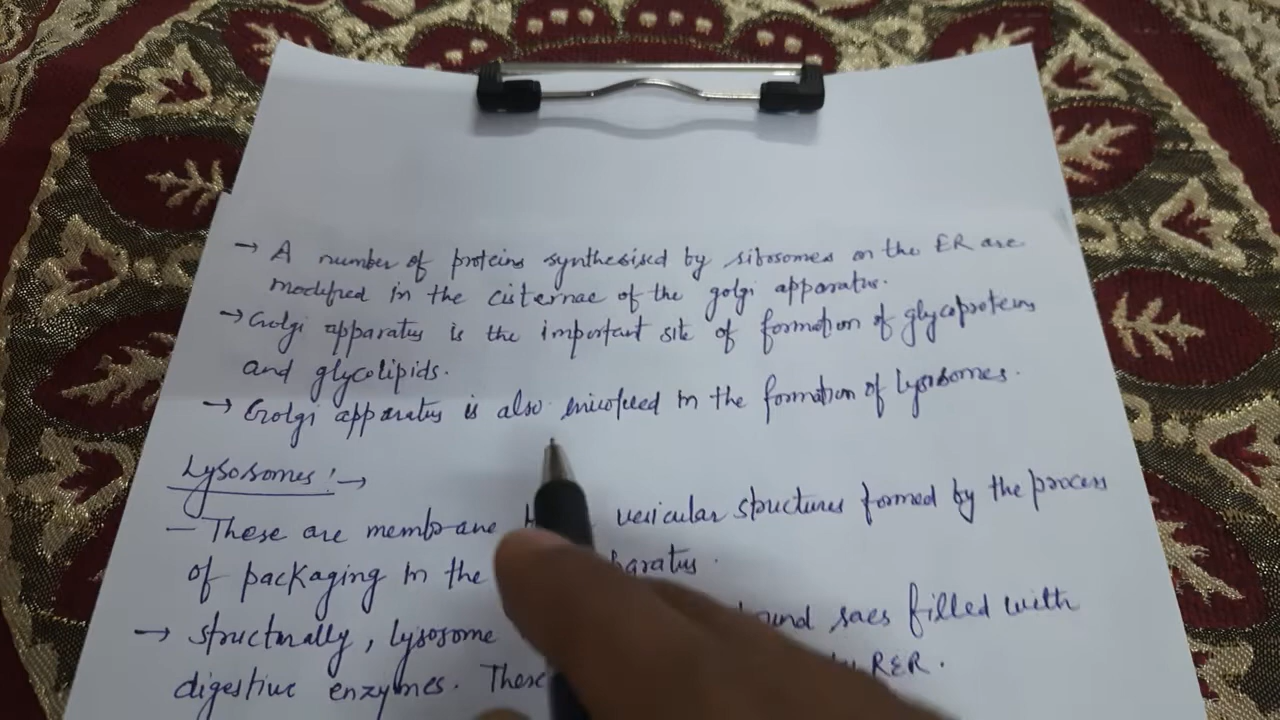 → A number of proteins synthesised by ribosomes on the ER are
modified in the cisternae of the golgi apparatus.
→ Golgi apparatus is the important site of formation of glycoproteins
and glycolipids.
→ Golgi apparatus is also invloved in the formation of lysosomes.
Lysosomes :→
— These are membrane vesicular structures formed by the process
of packaging in the
→ structurally, lysosome sacs filled with
digestive enzymes. These RER.